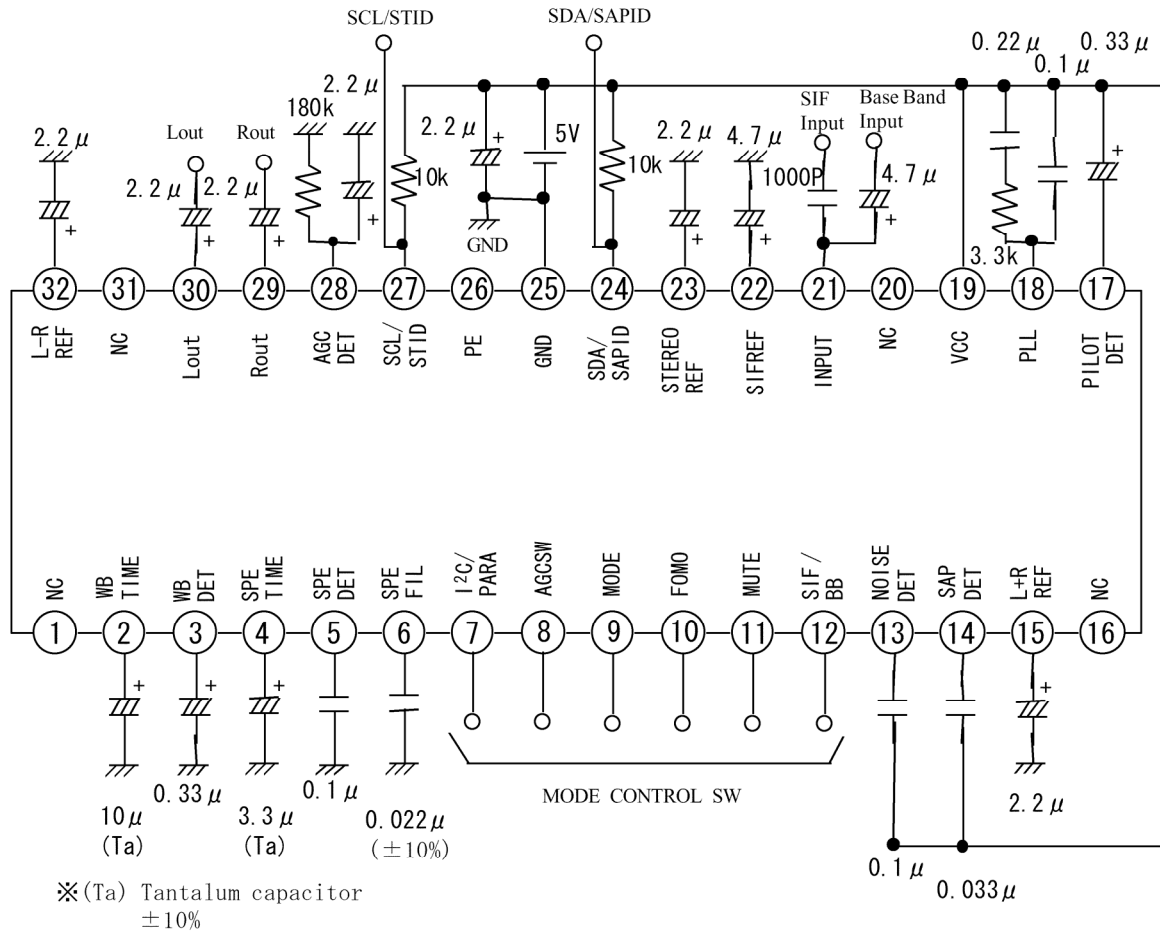 SCL/STID
SDA/SAPID
0.22μ
0.33μ
0.1μ
2.2μ
180k
SIF Input
Base Band Input
2.2μ
Lout
Rout
2.2μ
5V
2.2μ
4.7μ
2.2μ
2.2μ
10k
10k
1000P
4.7μ
GND
3.3k
32
31
30
29
28
27
26
25
24
23
22
21
20
19
18
17
L-R REF
NC
Lout
Rout
AGC DET
SCL/ STID
PE
GND
SDA/ SAPID
STEREO REF
SIFREF
INPUT
NC
VCC
PLL
PILOT DET
NC
WB TIME
WB DET
SPE TIME
SPE DET
SPE FIL
I²C/ PARA
AGCSW
MODE
FOMO
MUTE
SIF/ BB
NOISE DET
SAP DET
L+R REF
NC
1
2
3
4
5
6
7
8
9
10
11
12
13
14
15
16
+
10μ
(Ta)
0.33μ
3.3μ
(Ta)
0.1μ
0.022μ
(±10%)
MODE CONTROL SW
0.1μ
0.033μ
2.2μ
※(Ta) Tantalum capacitor
±10%